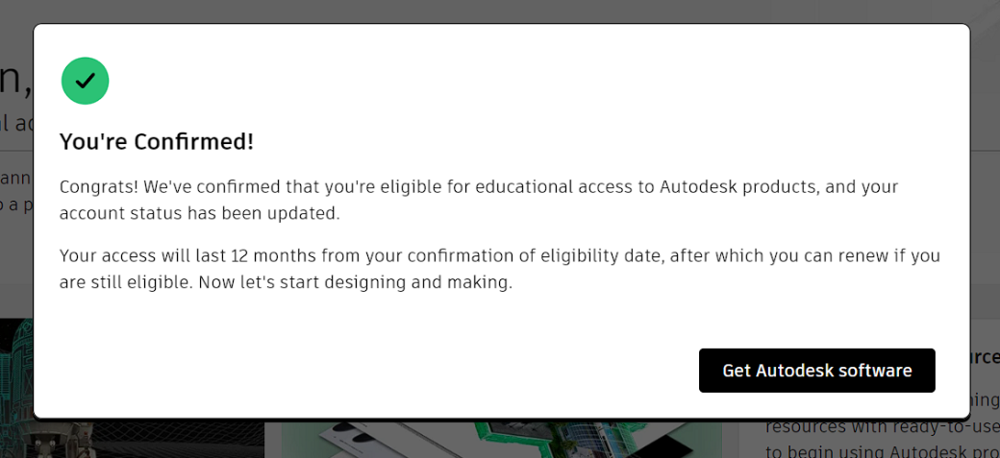 n,
l ac
You're Confirmed!
ann
Congrats! We've confirmed that you're eligible for educational access to Autodesk products, and your
o a p
account status has been updated.
Your access will last 12 months from your confirmation of eligibility date, after which you can renew if you
are still eligible. Now let's start designing and making.
Get Autodesk software
urce
ning
resources with ready-to-use
to begin using Autodesk pro